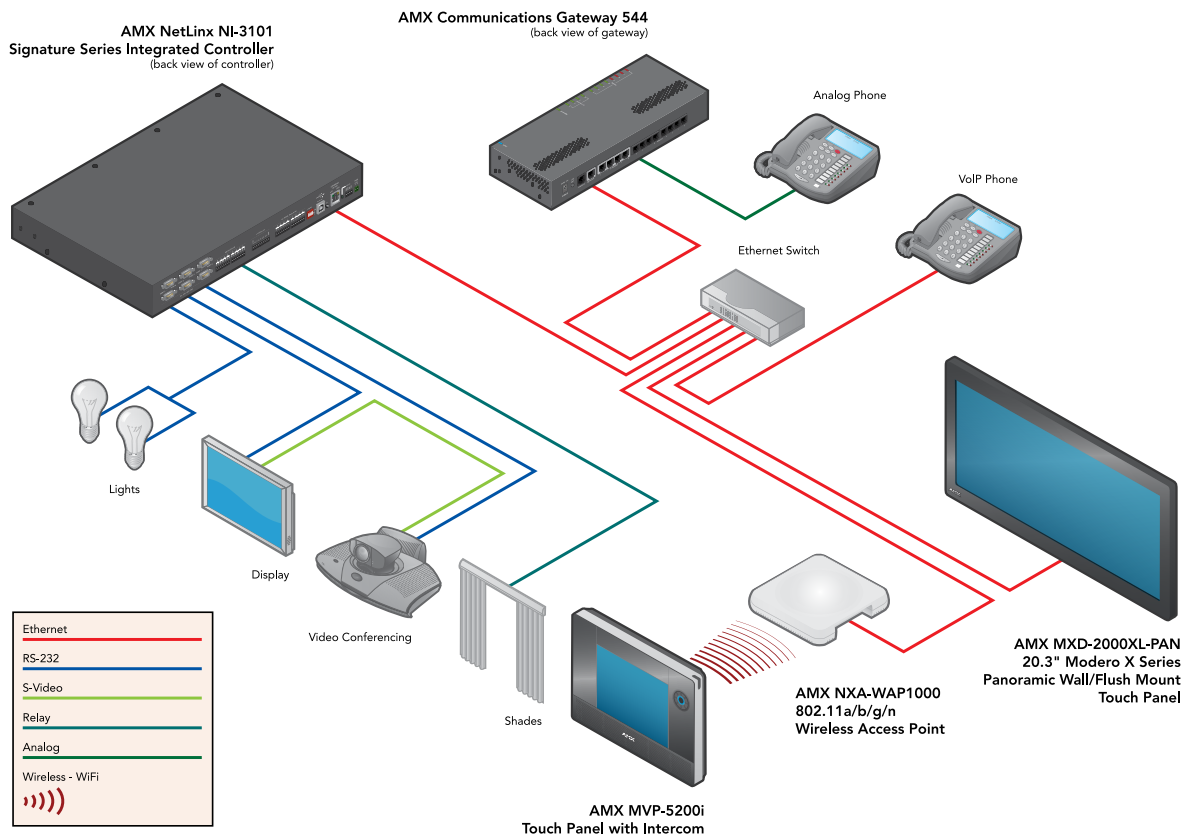 AMX NetLinx NI-3101
Signature Series Integrated Controller
(back view of controller)
AMX Communications Gateway 544
(back view of gateway)
Analog Phone
VoIP Phone
Ethernet Switch
Lights
Display
Video Conferencing
Shades
AMX MVP-5200i
Touch Panel with Intercom
AMX NXA-WAP1000
802.11a/b/g/n
Wireless Access Point
AMX MXD-2000XL-PAN
20.3" Modero X Series
Panoramic Wall/Flush Mount
Touch Panel
Ethernet
RS-232
S-Video
Relay
Analog
Wireless - WiFi